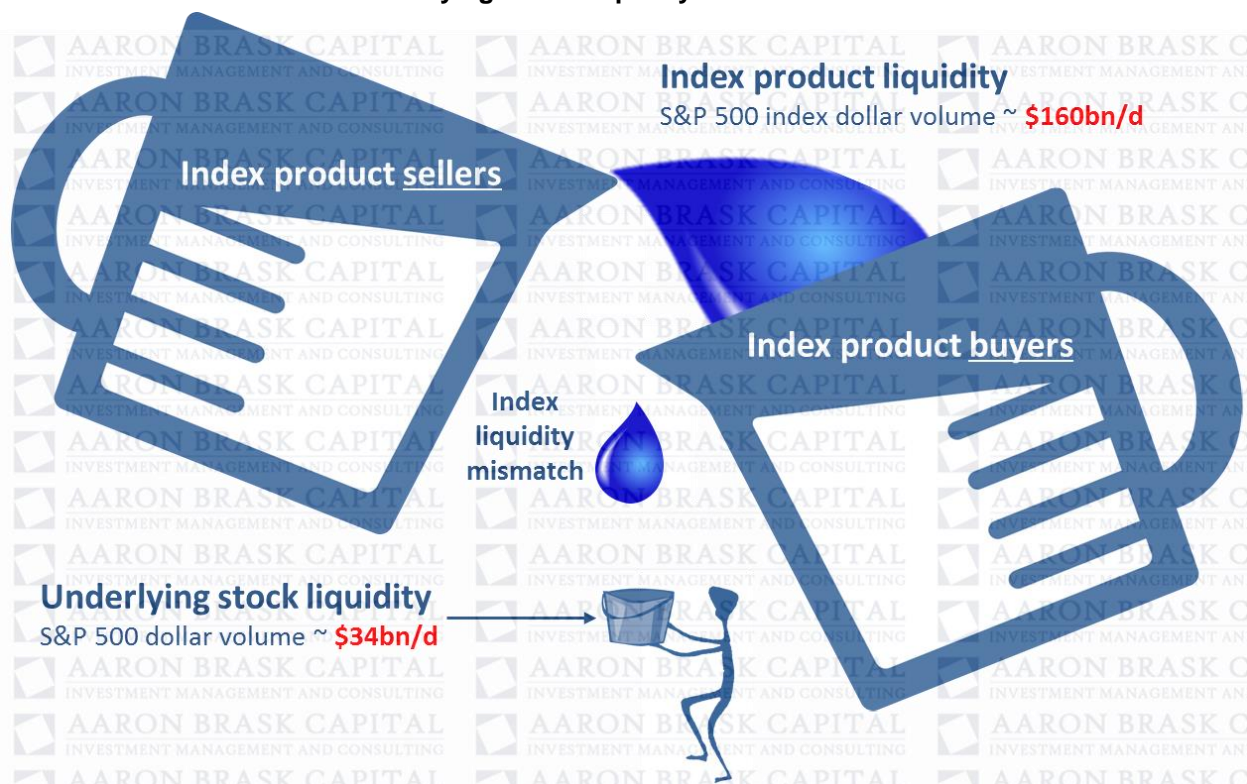 Index product liquidity
S&P 500 index dollar volume ~ $160bn/d
Index product sellers
Index product buyers
Index
liquidity
mismatch
Underlying stock liquidity
S&P 500 dollar volume ~ $34bn/d
AARON BRASK CAPITAL
INVESTMENT MANAGEMENT AND CONSULTING